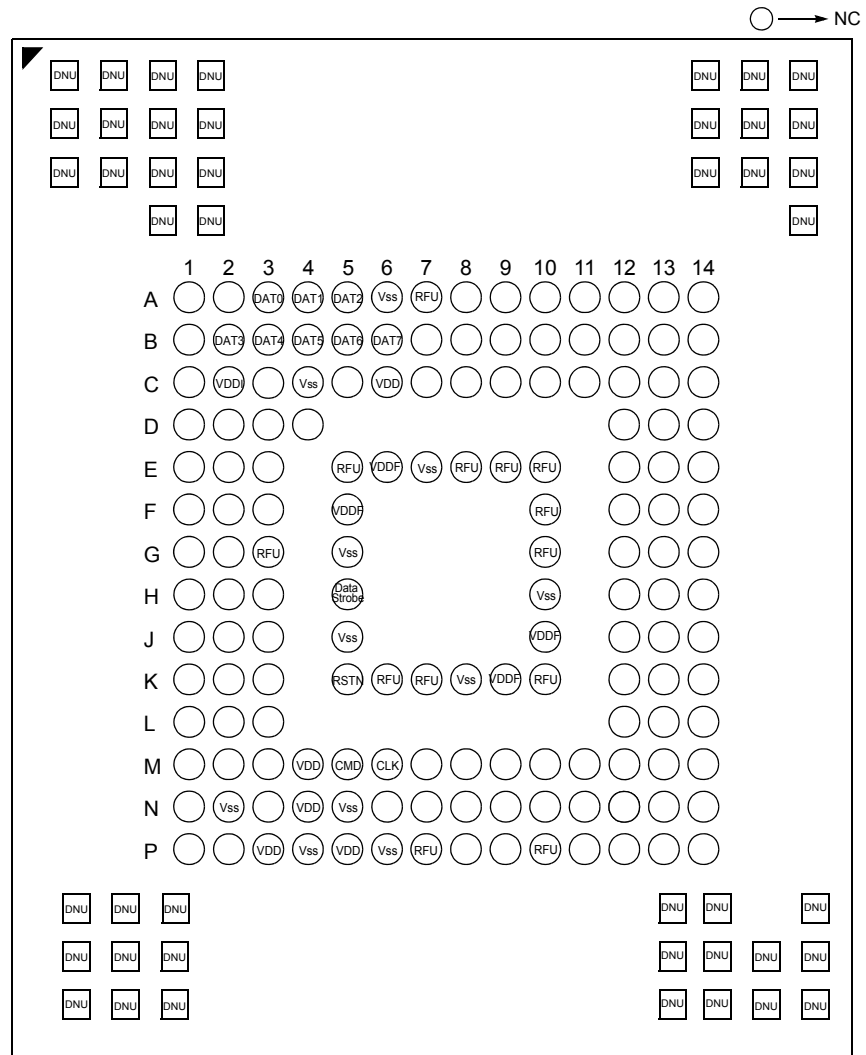 NC
DNU DNU DNU DNU DNU DNU DNU
DNU DNU DNU DNU DNU DNU DNU
DNU DNU DNU DNU DNU DNU DNU
DNU DNU DNU
1 2 3 4 5 6 7 8 9 10 11 12 13 14
A DAT0 DAT1 DAT2 Vss RFU
B DAT3 DAT4 DAT5 DAT6 DAT7
C VDDI Vss VDD
D
E RFU VDDF Vss RFU RFU RFU
F VDDF RFU
G RFU Vss RFU
H Data Strobe Vss
J Vss VDDF
K RSTN RFU RFU Vss VDDF RFU
L
M VDD CMD CLK
N Vss VDD Vss
P VDD Vss VDD Vss RFU RFU
DNU DNU DNU DNU DNU DNU
DNU DNU DNU DNU DNU DNU DNU
DNU DNU DNU DNU DNU DNU DNU